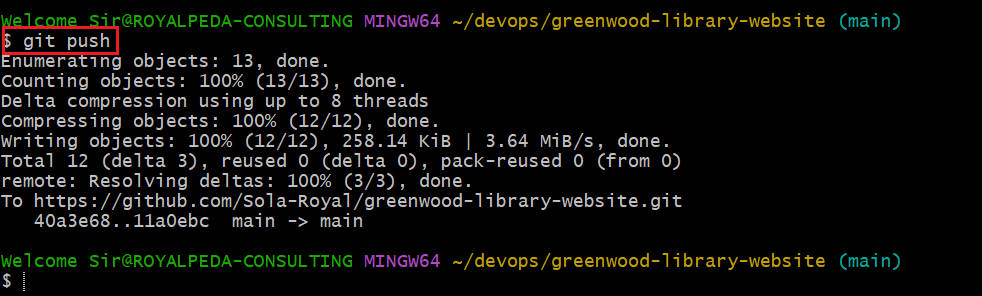 Welcome Sir@ROYALPEDA-CONSULTING MINGW64 ~/devops/greenwood-library-website (main)
$ git push
Enumerating objects: 13, done.
Counting objects: 100% (13/13), done.
Delta compression using up to 8 threads
Compressing objects: 100% (12/12), done.
Writing objects: 100% (12/12), 258.14 KiB | 3.64 MiB/s, done.
Total 12 (delta 3), reused 0 (delta 0), pack-reused 0 (from 0)
remote: Resolving deltas: 100% (3/3), done.
To https://github.com/Sola-Royal/greenwood-library-website.git
   40a3e68..11a0ebc  main -> main
Welcome Sir@ROYALPEDA-CONSULTING MINGW64 ~/devops/greenwood-library-website (main)
$